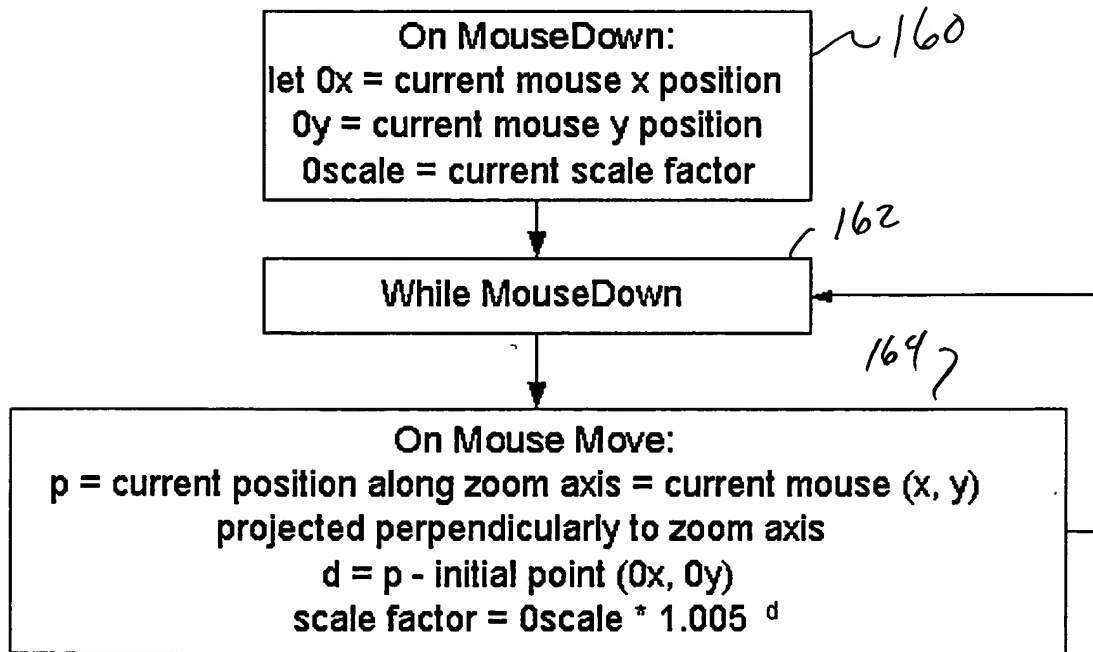 On MouseDown:
let 0x = current mouse x position
0y = current mouse y position
0scale = current scale factor
160
While MouseDown
162
164
On Mouse Move:
p = current position along zoom axis = current mouse (x, y)
projected perpendicularly to zoom axis
d = p - initial point (0x, 0y)
scale factor = 0scale * 1.005 ᵈ